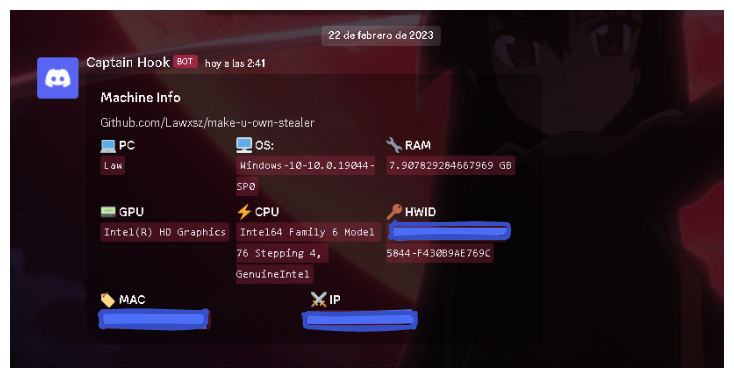 22 de febrero de 2023
Captain Hook BOT hoy a las 2:41
Machine Info
Github.com/Lawxsz/make-u-own-stealer
PC OS: RAM
Law Windows-10-10.0.19044- 7.907829284667969 GB
SP0
GPU CPU HWID
Intel(R) HD Graphics Intel64 Family 6 Model
76 Stepping 4, 5844-F430B9AE769C
GenuineIntel
MAC IP